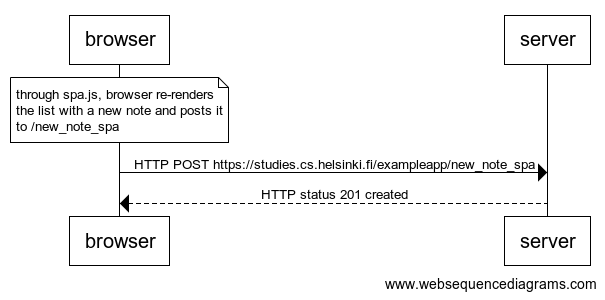 browser
server
through spa.js, browser re-renders
the list with a new note and posts it
to /new_note_spa
HTTP POST https://studies.cs.helsinki.fi/exampleapp/new_note_spa
HTTP status 201 created
browser
server
www.websequencediagrams.com